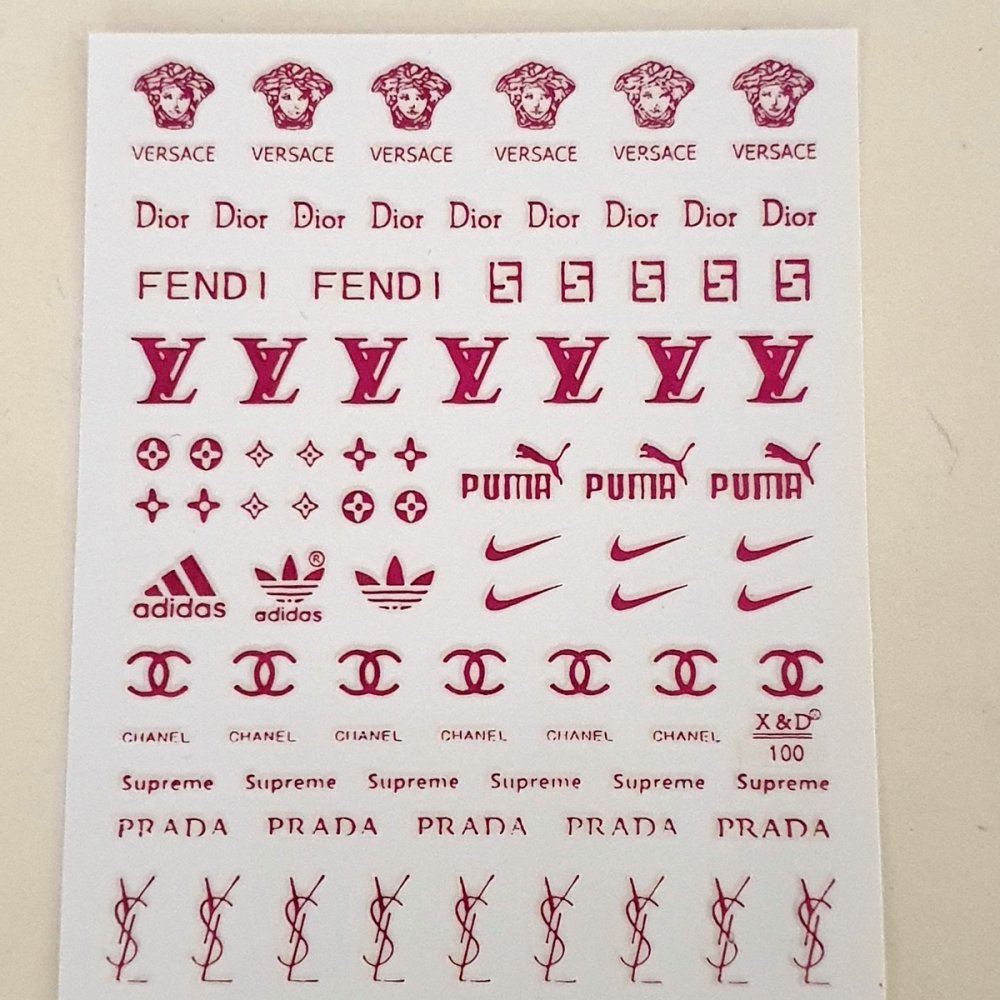 VERSACE VERSACE VERSACE VERSACE VERSACE VERSACE
Dior Dior Dior Dior Dior Dior Dior Dior Dior
FENDI FENDI
LV LV LV LV LV LV LV
PUMA PUMA PUMA
adidas adidas ®
CHANEL CHANEL CHANEL CHANEL CHANEL CHANEL
X&D®
100
Supreme Supreme Supreme Supreme Supreme Supreme
PRADA PRADA PRADA PRADA PRADA
YSL YSL YSL YSL YSL YSL YSL YSL YSL